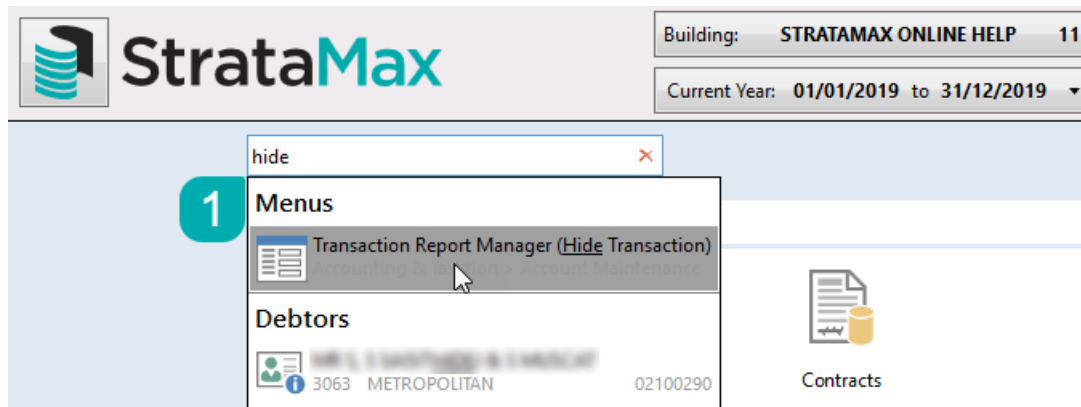 StrataMax
Building: STRATAMAX ONLINE HELP 11
Current Year: 01/01/2019 to 31/12/2019
hide
1
Menus
Transaction Report Manager (Hide Transaction)
Accounting & Taxation > Account Maintenance
Debtors
3063 METROPOLITAN 02100290
Contracts